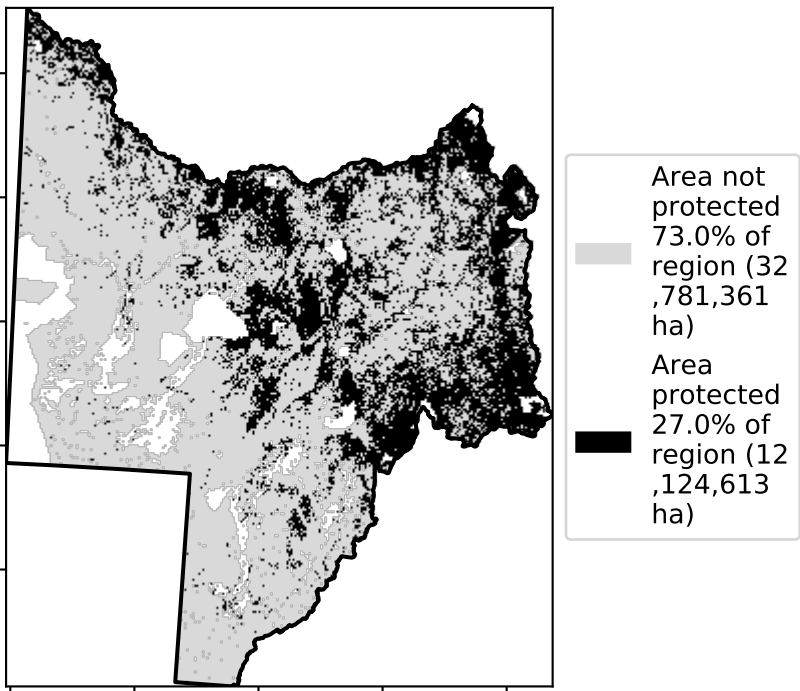 Area not
protected
73.0% of
region (32
,781,361
ha)
Area
protected
27.0% of
region (12
,124,613
ha)